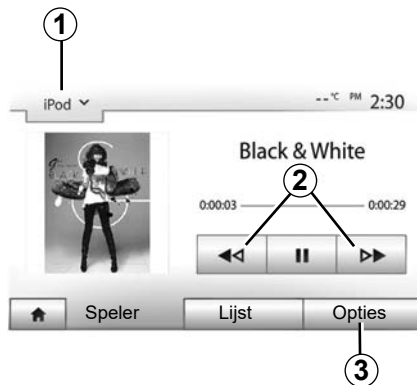 1
iPod
--°C PM 2:30
Black & White
2
0:00:03 0:00:29
Speler Lijst Opties
3